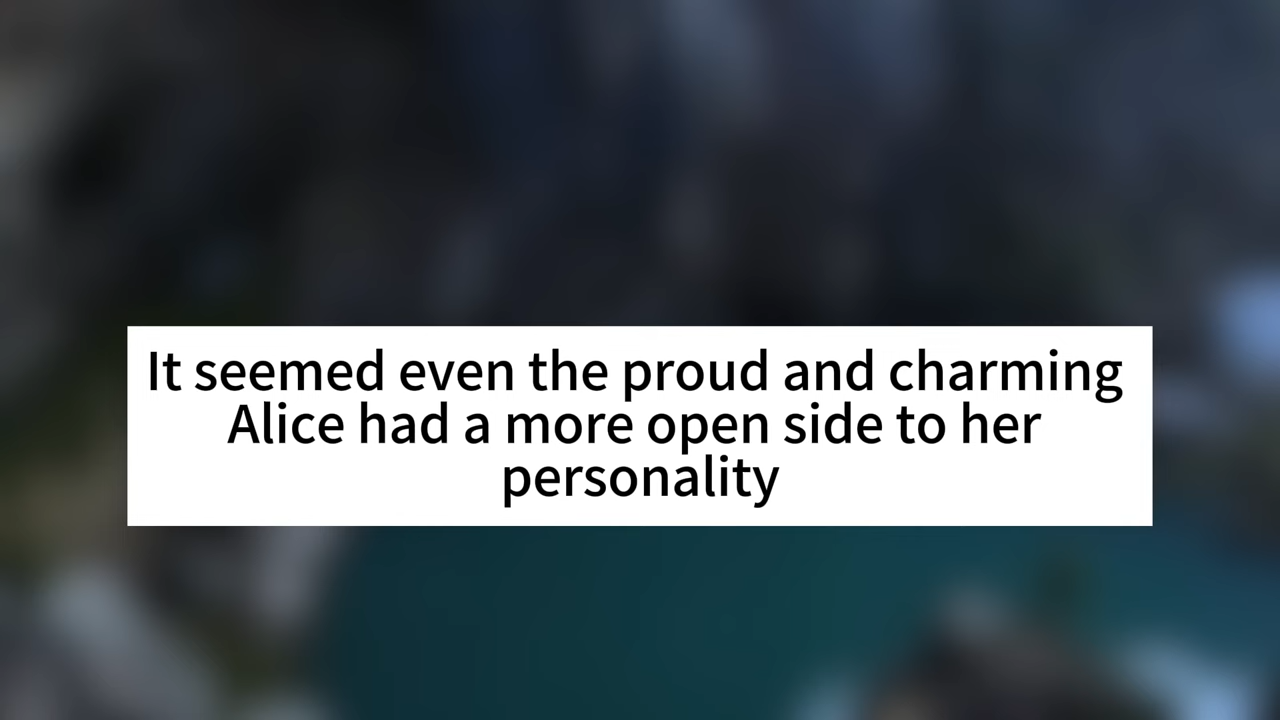 It seemed even the proud and charming
Alice had a more open side to her
personality